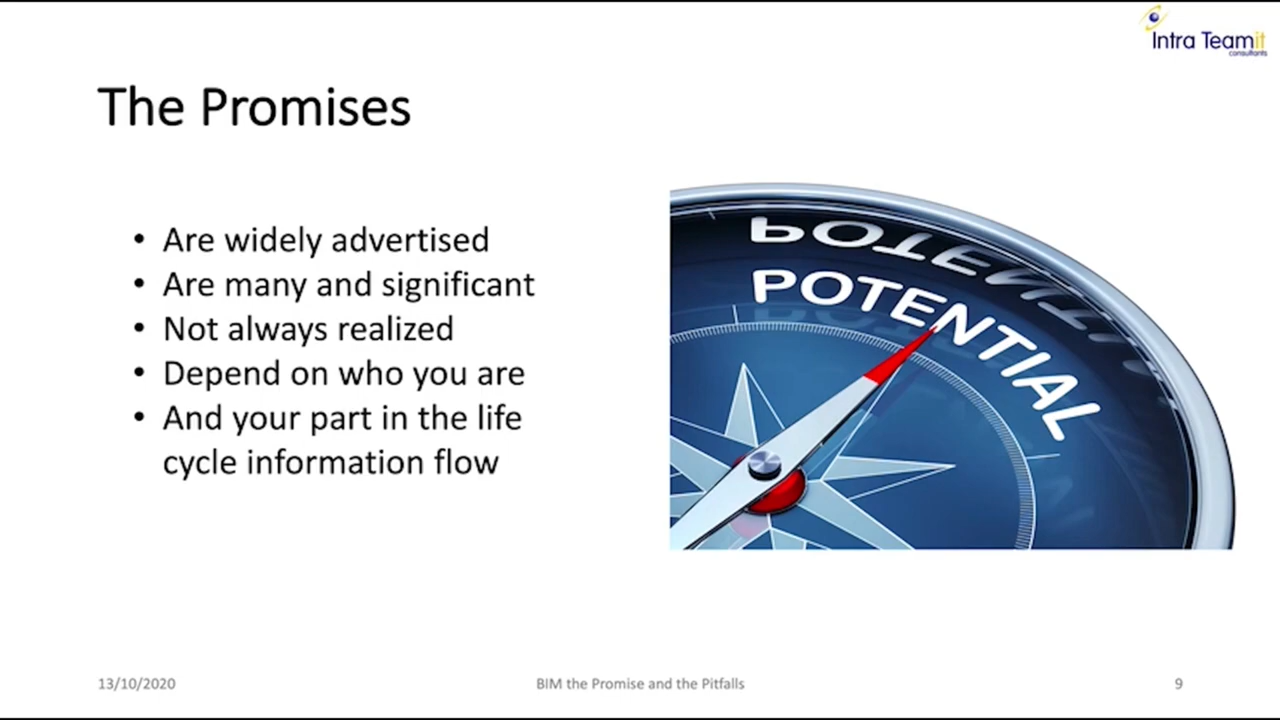 Intra Teamit
consultants
The Promises
• Are widely advertised
• Are many and significant
• Not always realized
• Depend on who you are
• And your part in the life
cycle information flow
POTENTIAL
POTENTIAL
13/10/2020
BIM the Promise and the Pitfalls
9